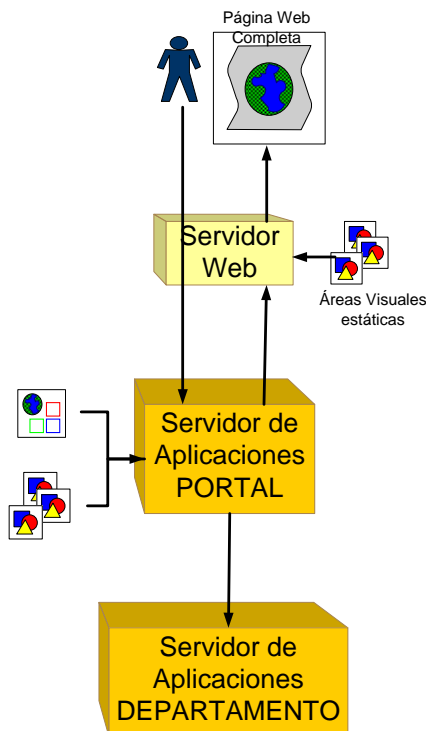 Página Web
Completa
Servidor
Web
Áreas Visuales
estáticas
Servidor de
Aplicaciones
PORTAL
Servidor de
Aplicaciones
DEPARTAMENTO